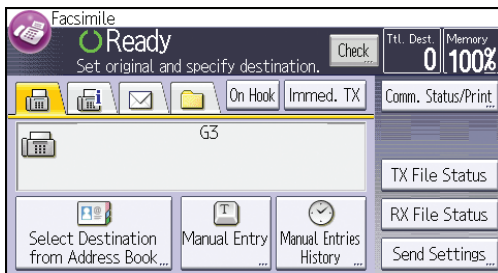 Facsimile
Ready
Set original and specify destination.
Check
Ttl. Dest.
0
Memory
100%
On Hook
Immed. TX
Comm. Status/Print
G3
TX File Status
RX File Status
Send Settings
Select Destination
from Address Book
T
Manual Entry
Manual Entries
History